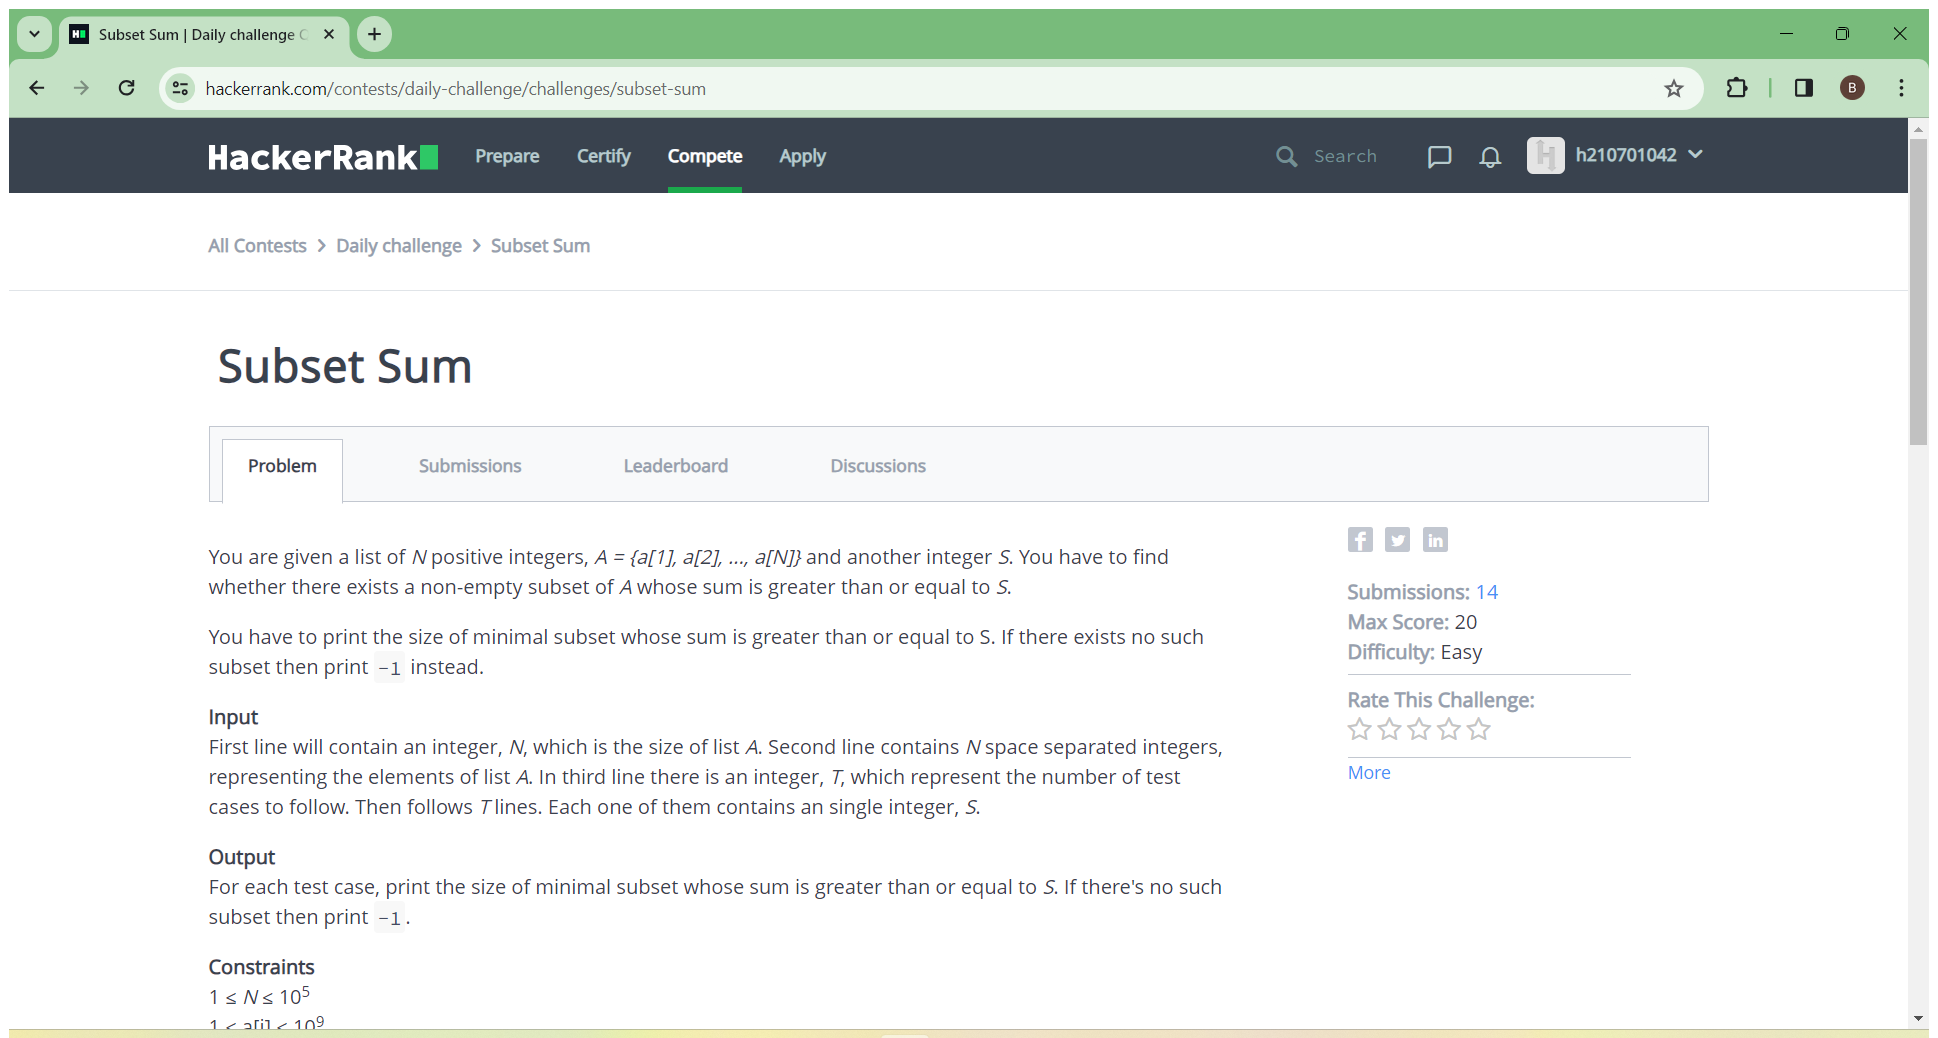 Subset Sum | Daily challenge C
hackerrank.com/contests/daily-challenge/challenges/subset-sum
B
HackerRank
Prepare
Certify
Compete
Apply
Search
h210701042
All Contests > Daily challenge > Subset Sum
Subset Sum
Problem
Submissions
Leaderboard
Discussions
You are given a list of N positive integers, A = {a[1], a[2], ..., a[N]} and another integer S. You have to find
whether there exists a non-empty subset of A whose sum is greater than or equal to S.
You have to print the size of minimal subset whose sum is greater than or equal to S. If there exists no such
subset then print -1 instead.
Input
First line will contain an integer, N, which is the size of list A. Second line contains N space separated integers,
representing the elements of list A. In third line there is an integer, T, which represent the number of test
cases to follow. Then follows T lines. Each one of them contains an single integer, S.
Output
For each test case, print the size of minimal subset whose sum is greater than or equal to S. If there's no such
subset then print -1.
Constraints
1 ≤ N ≤ 10⁵
1 ≤ a[i] ≤ 10⁹
Submissions: 14
Max Score: 20
Difficulty: Easy
Rate This Challenge:
More